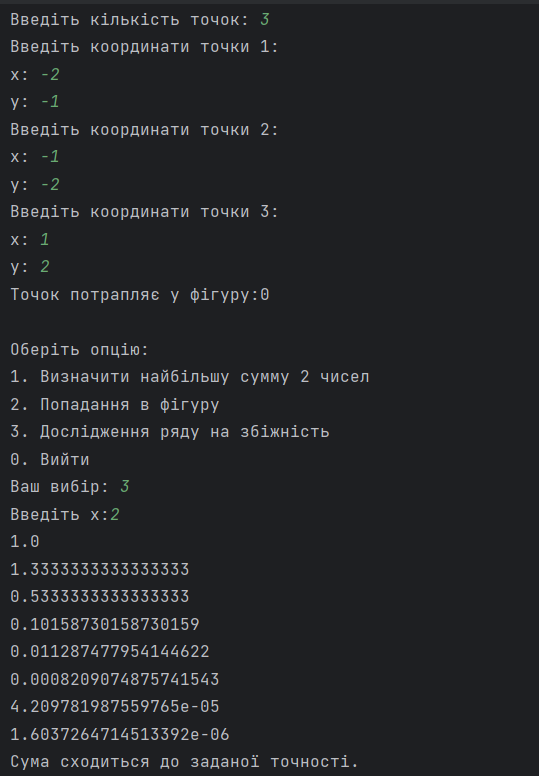 Введіть кількість точок: 3
Введіть координати точки 1:
x: -2
y: -1
Введіть координати точки 2:
x: -1
y: -2
Введіть координати точки 3:
x: 1
y: 2
Точок потрапляє у фігуру:0
Оберіть опцію:
1. Визначити найбільшу сумму 2 чисел
2. Попадання в фігуру
3. Дослідження ряду на збіжність
0. Вийти
Ваш вибір: 3
Введіть x:2
1.0
1.3333333333333333
0.5333333333333333
0.10158730158730159
0.011287477954144622
0.0008209074875741543
4.209781987559765e-05
1.6037264714513392e-06
Сума сходиться до заданої точності.